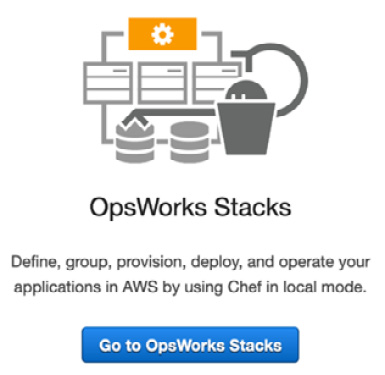 OpsWorks Stacks
Define, group, provision, deploy, and operate your
applications in AWS by using Chef in local mode.
Go to OpsWorks Stacks